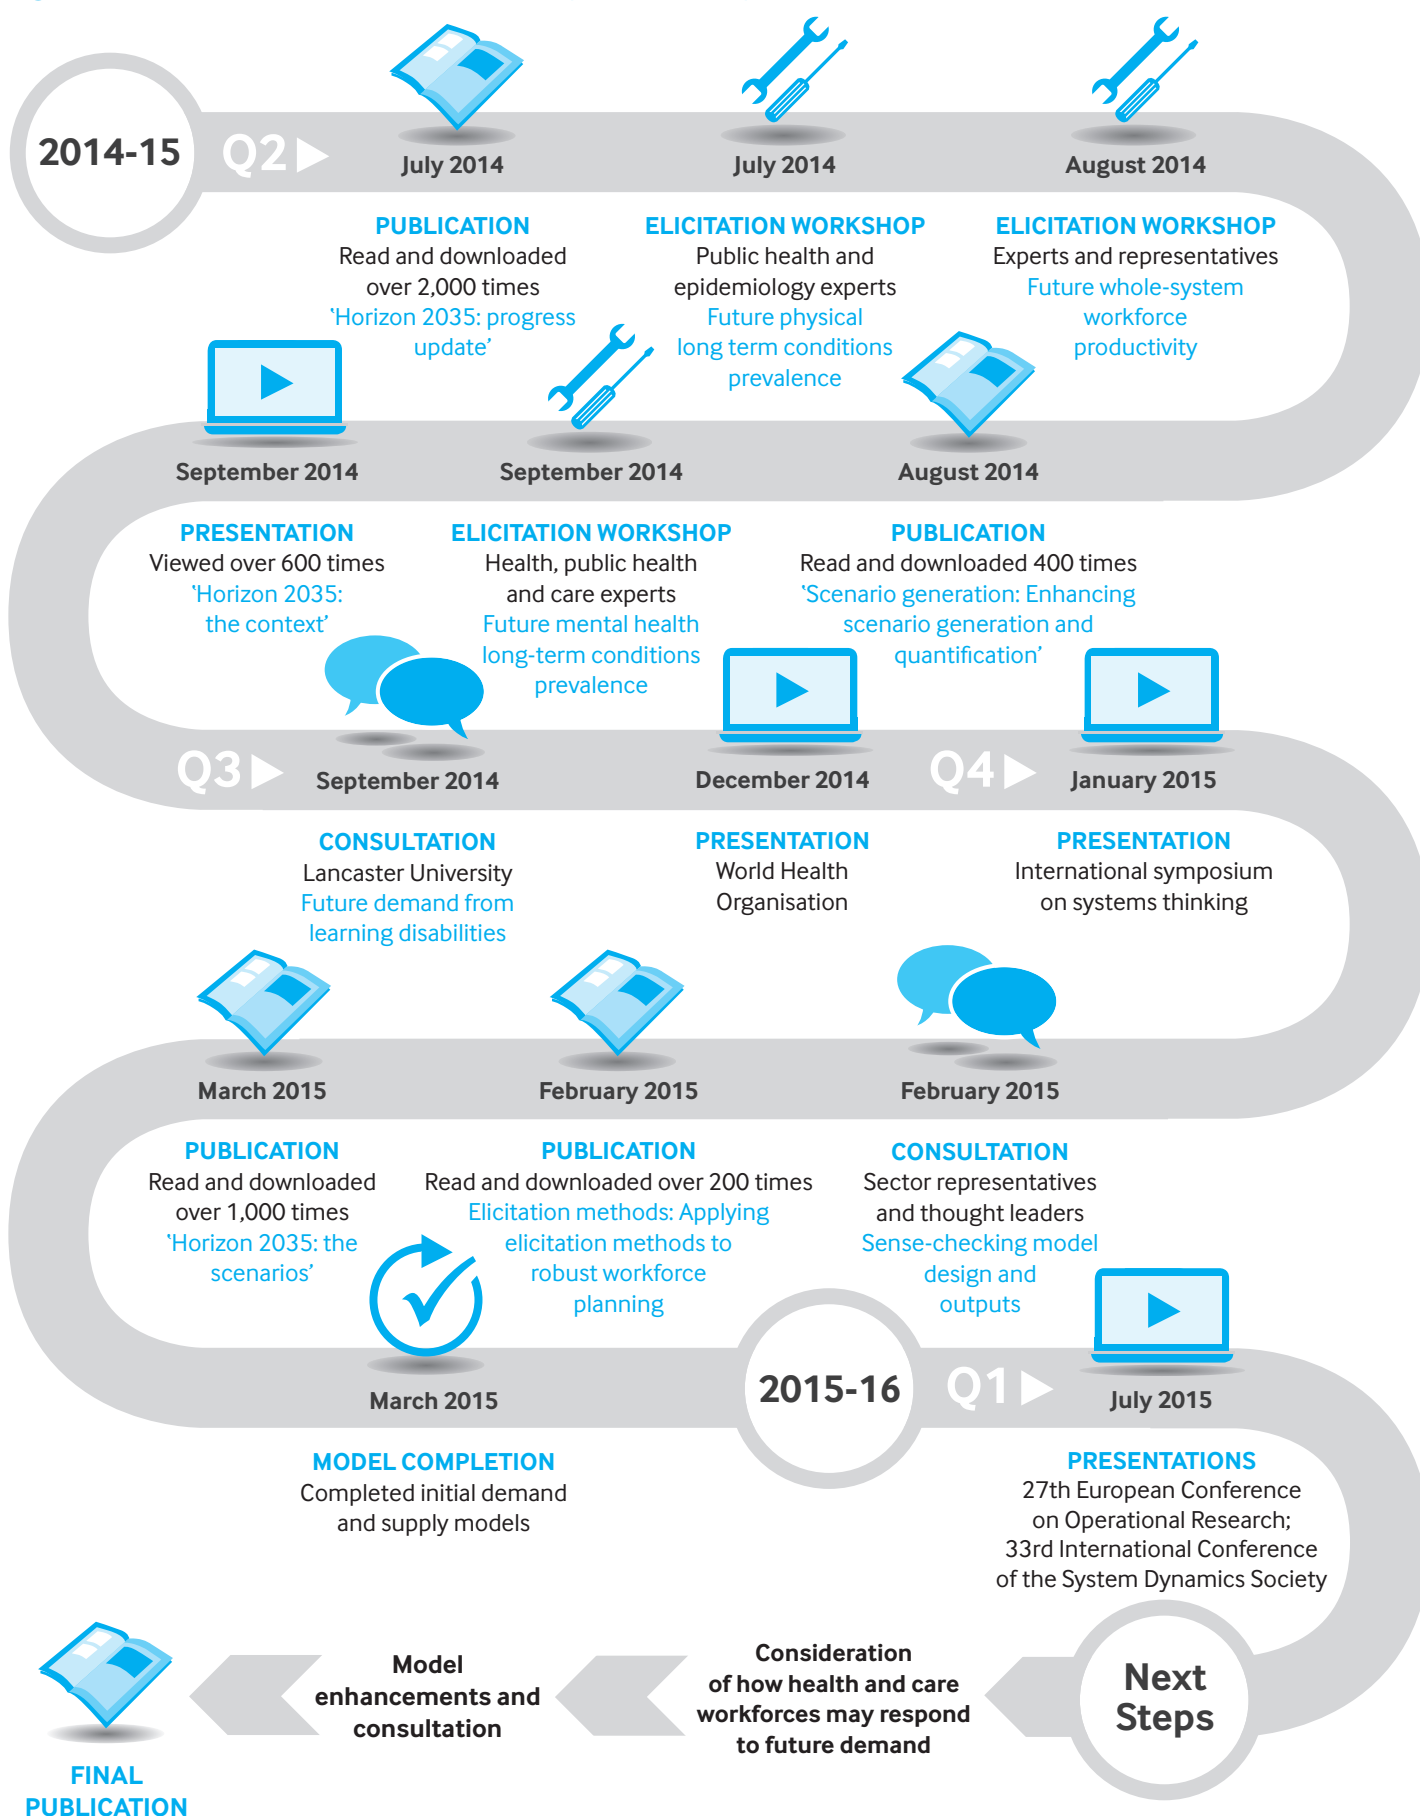 2014-15
Q2
July 2014
PUBLICATION
Read and downloaded
over 2,000 times
‘Horizon 2035: progress
update’
July 2014
ELICITATION WORKSHOP
Public health and
epidemiology experts
Future physical
long term conditions
prevalence
August 2014
ELICITATION WORKSHOP
Experts and representatives
Future whole-system
workforce
productivity
August 2014
PUBLICATION
Read and downloaded 400 times
‘Scenario generation: Enhancing
scenario generation and
quantification’
September 2014
ELICITATION WORKSHOP
Health, public health
and care experts
Future mental health
long-term conditions
prevalence
September 2014
PRESENTATION
Viewed over 600 times
‘Horizon 2035:
the context’
Q3
September 2014
CONSULTATION
Lancaster University
Future demand from
learning disabilities
December 2014
PRESENTATION
World Health
Organisation
Q4
January 2015
PRESENTATION
International symposium
on systems thinking
February 2015
CONSULTATION
Sector representatives
and thought leaders
Sense-checking model
design and
outputs
February 2015
PUBLICATION
Read and downloaded over 200 times
Elicitation methods: Applying
elicitation methods to
robust workforce
planning
March 2015
PUBLICATION
Read and downloaded
over 1,000 times
‘Horizon 2035: the
scenarios’
March 2015
MODEL COMPLETION
Completed initial demand
and supply models
2015-16
Q1
July 2015
PRESENTATIONS
27th European Conference
on Operational Research;
33rd International Conference
of the System Dynamics Society
Next
Steps
Consideration
of how health and care
workforces may respond
to future demand
Model
enhancements and
consultation
FINAL
PUBLICATION